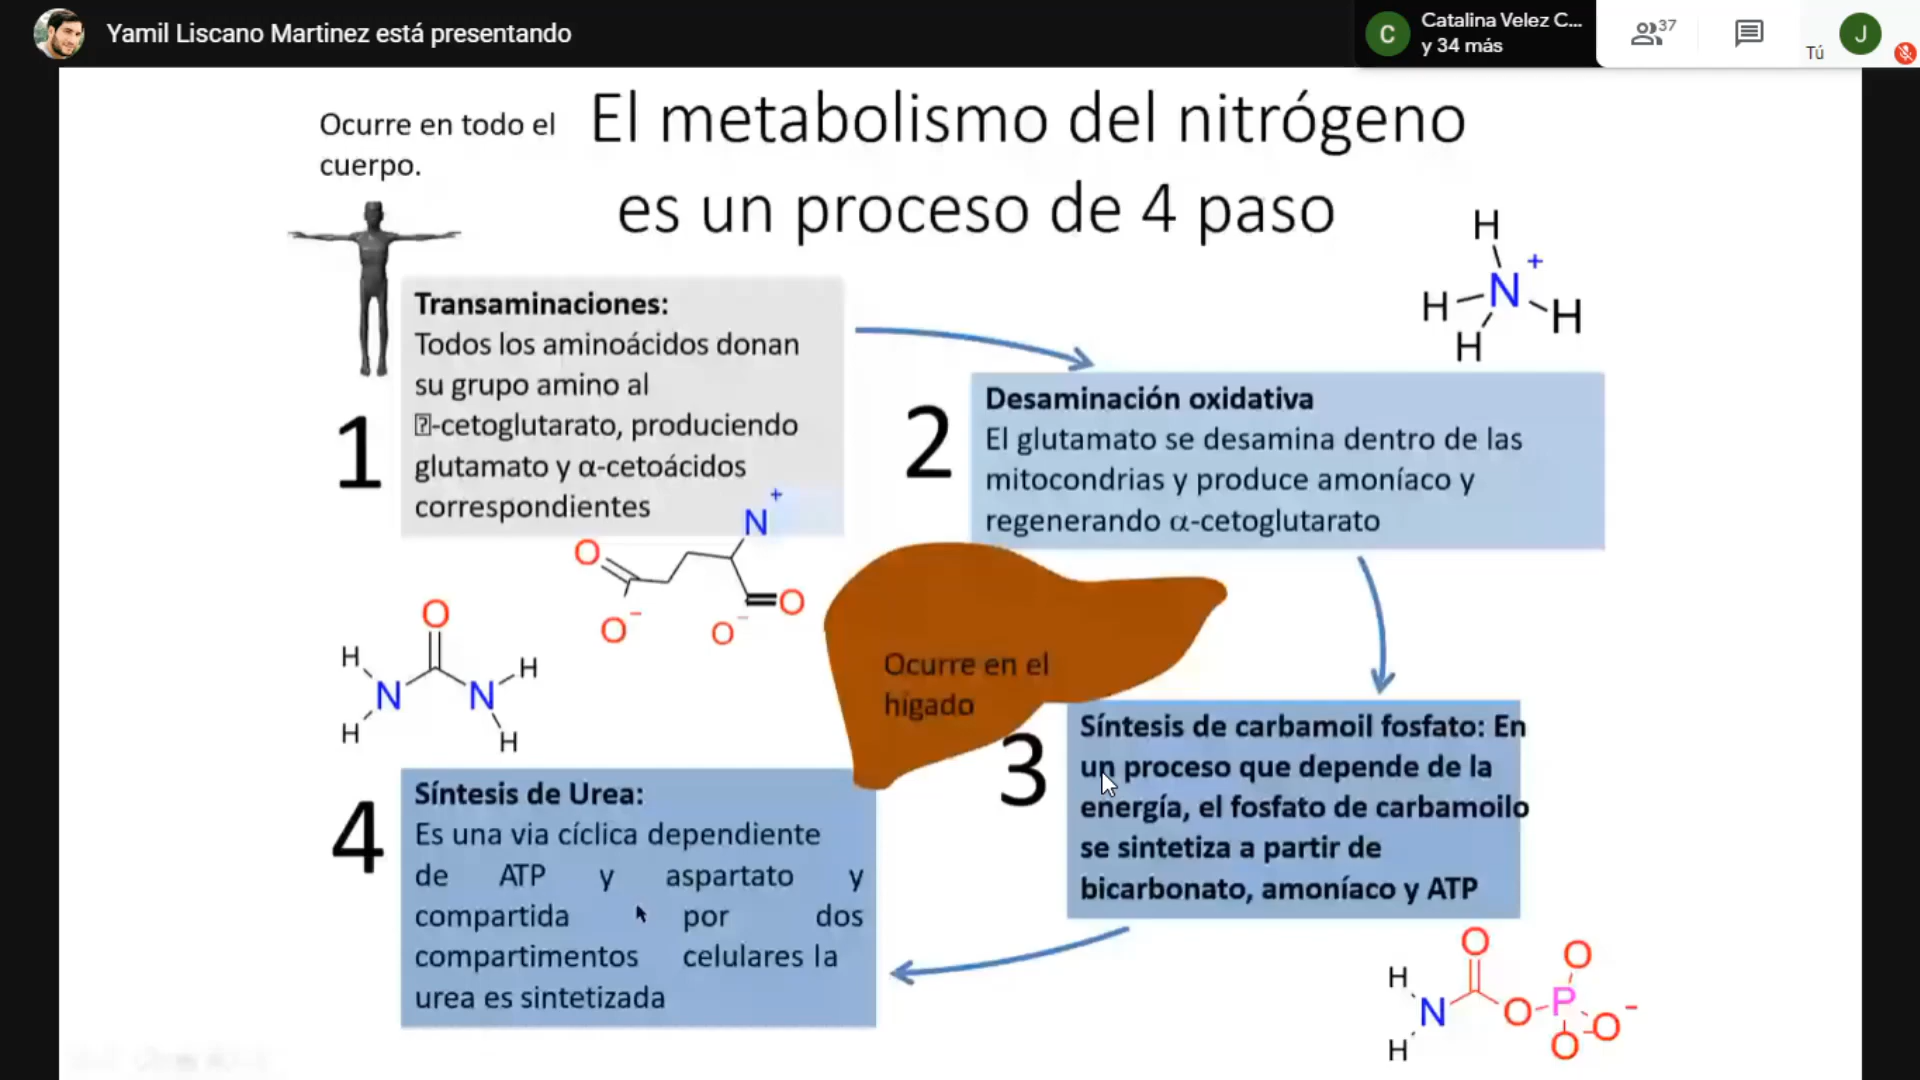 Yamil Liscano Martinez está presentando
Catalina Velez C...
y 34 más
C
37
Tú
J
Ocurre en todo el
cuerpo.
El metabolismo del nitrógeno
es un proceso de 4 paso
1
Transaminaciones:
Todos los aminoácidos donan
su grupo amino al
-cetoglutarato, produciendo
glutamato y α-cetoácidos
correspondientes
H
N +
H
H
H
2
Desaminación oxidativa
El glutamato se desamina dentro de las
mitocondrias y produce amoníaco y
regenerando α-cetoglutarato
N +
O
O
O -
O -
O
H
H
N
N
H
H
Ocurre en el
hígado
3
Síntesis de carbamoil fosfato: En
un proceso que depende de la
energía, el fosfato de carbamoilo
se sintetiza a partir de
bicarbonato, amoníaco y ATP
4
Síntesis de Urea:
Es una via cíclica dependiente
de ATP y aspartato y
compartida por dos
compartimentos celulares la
urea es sintetizada
O
O
H
N
O
P
O -
H
O -